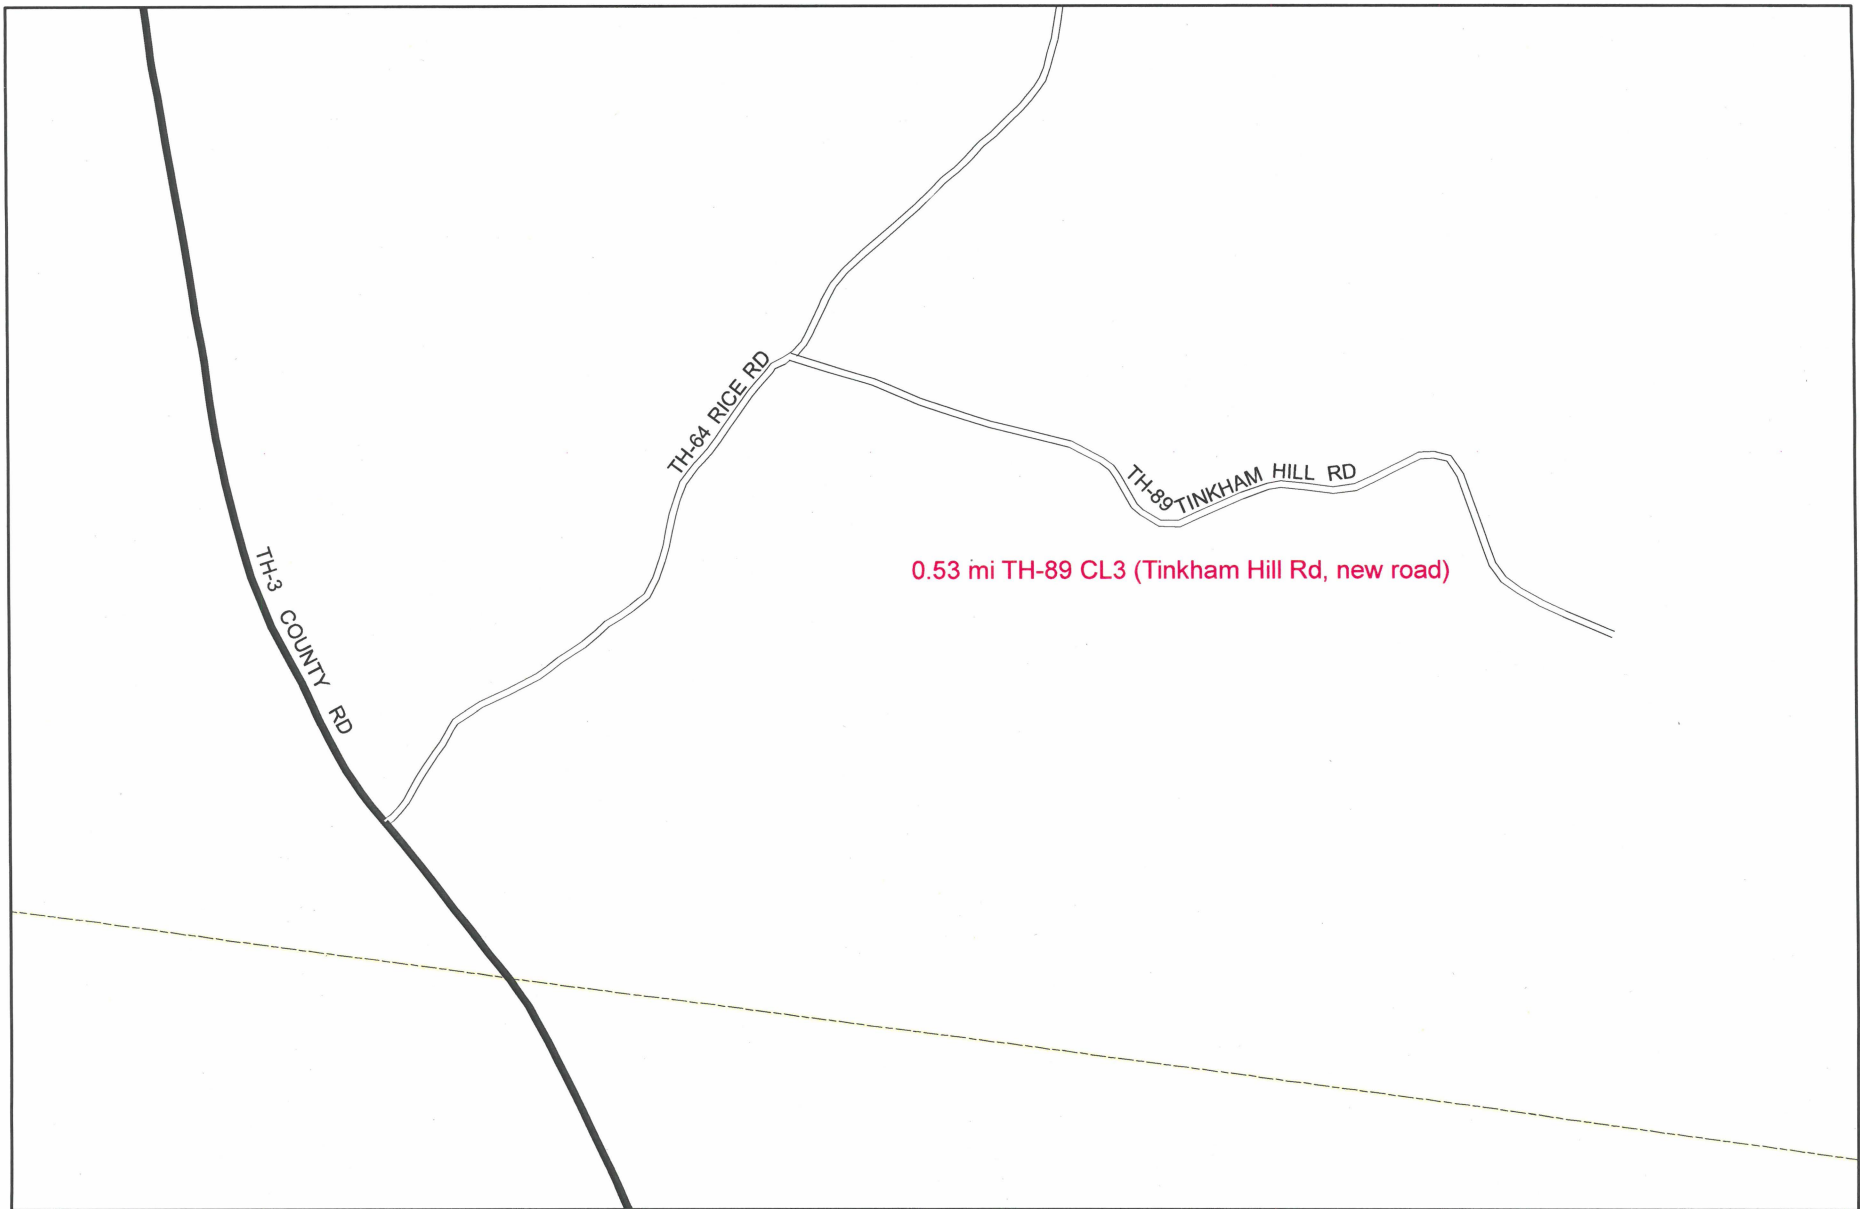 TH-64 RICE RD
TH-89 TINKHAM HILL RD
0.53 mi TH-89 CL3 (Tinkham Hill Rd, new road)
TH-3 COUNTY RD